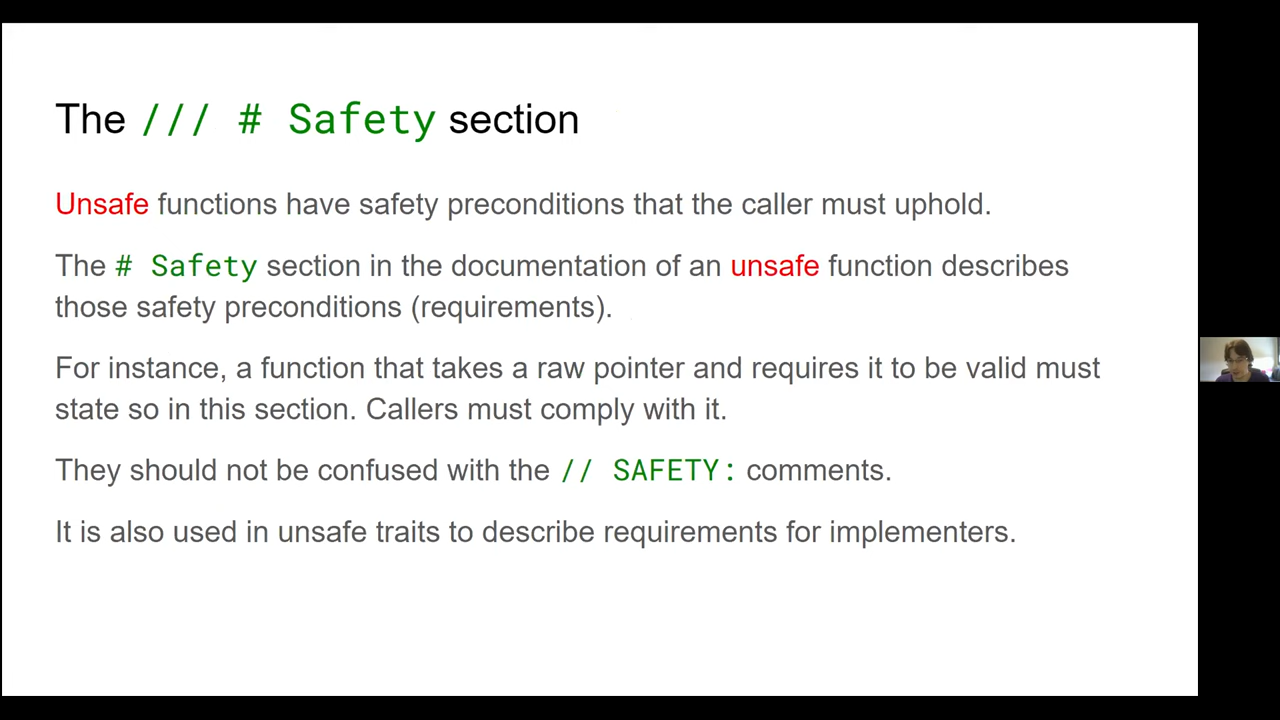 The /// # Safety section
Unsafe functions have safety preconditions that the caller must uphold.
The # Safety section in the documentation of an unsafe function describes
those safety preconditions (requirements).
For instance, a function that takes a raw pointer and requires it to be valid must
state so in this section. Callers must comply with it.
They should not be confused with the // SAFETY: comments.
It is also used in unsafe traits to describe requirements for implementers.